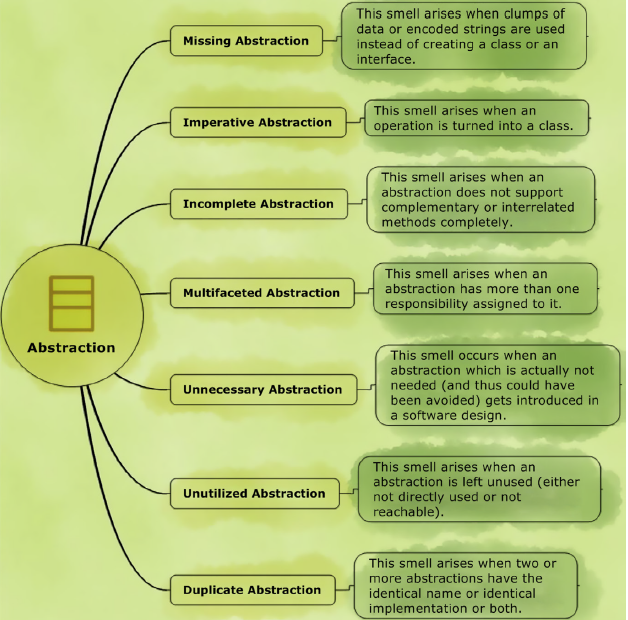 Missing Abstraction
This smell arises when clumps of
data or encoded strings are used
instead of creating a class or an
interface.
Imperative Abstraction
This smell arises when an
operation is turned into a class.
Incomplete Abstraction
This smell arises when an
abstraction does not support
complementary or interrelated
methods completely.
Multifaceted Abstraction
This smell arises when an
abstraction has more than one
responsibility assigned to it.
Abstraction
Unnecessary Abstraction
This smell occurs when an
abstraction which is actually not
needed (and thus could have
been avoided) gets introduced in
a software design.
Unutilized Abstraction
This smell arises when an
abstraction is left unused (either
not directly used or not
reachable).
Duplicate Abstraction
This smell arises when two or
more abstractions have the
identical name or identical
implementation or both.